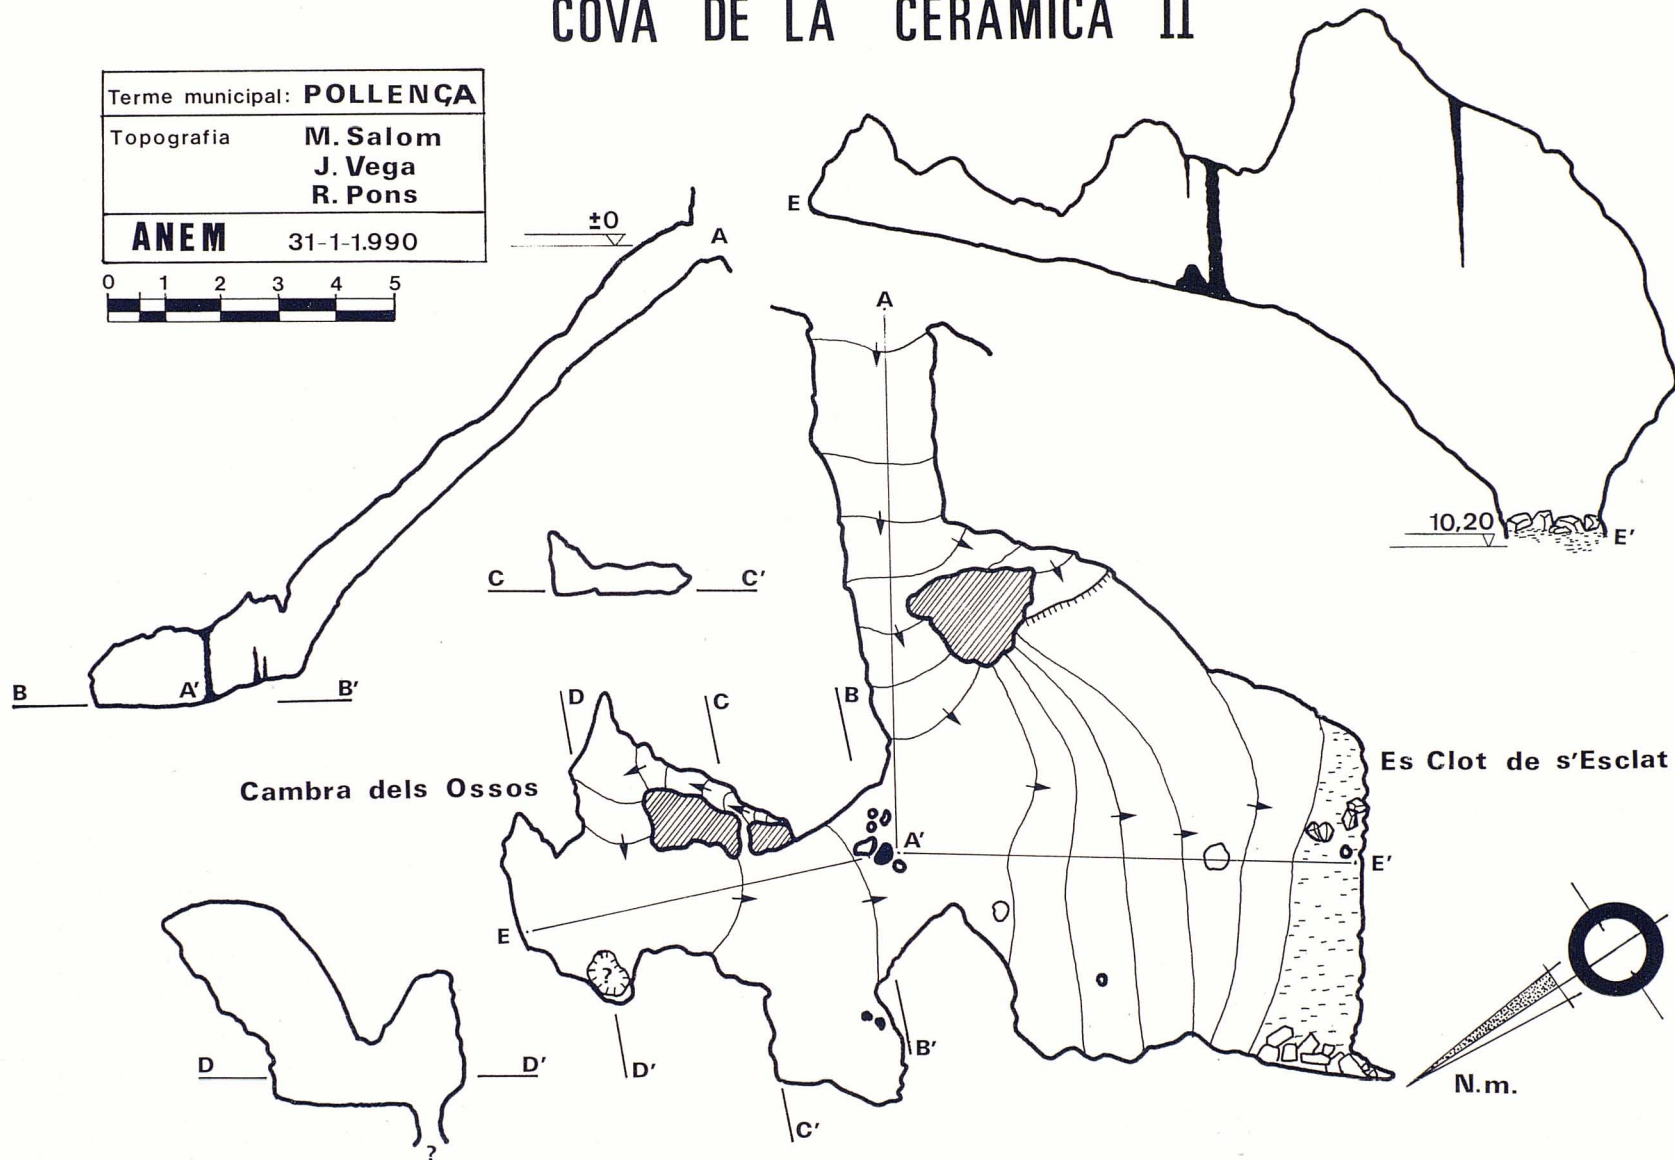 COVA DE LA CERAMICA II
Terme municipal: POLLENÇA
Topografia M. Salom
J. Vega
R. Pons
ANEM 31-1-1.990
0 1 2 3 4 5
±0
A
E
A
10,20
E'
C C'
B A' B'
D C B
Cambra dels Ossos
Es Clot de s'Esclat
A'
E'
E
?
D D'
D'
B'
C'
?
N.m.